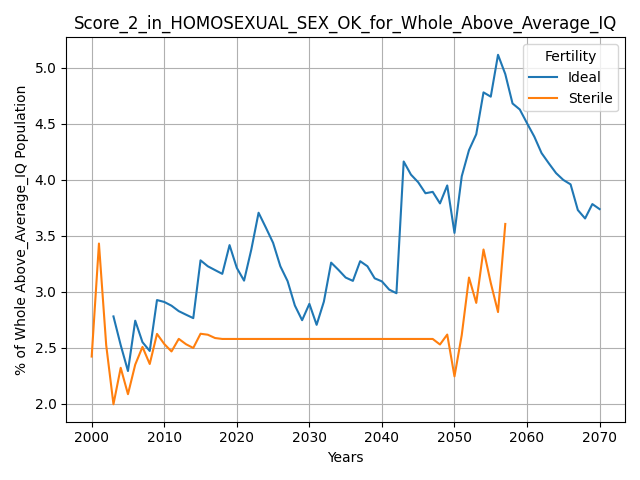 Score_2_in_HOMOSEXUAL_SEX_OK_for_Whole_Above_Average_IQ
Fertility
Ideal
Sterile
% of Whole Above_Average_IQ Population
5.0
4.5
4.0
3.5
3.0
2.5
2.0
2000 2010 2020 2030 2040 2050 2060 2070
Years